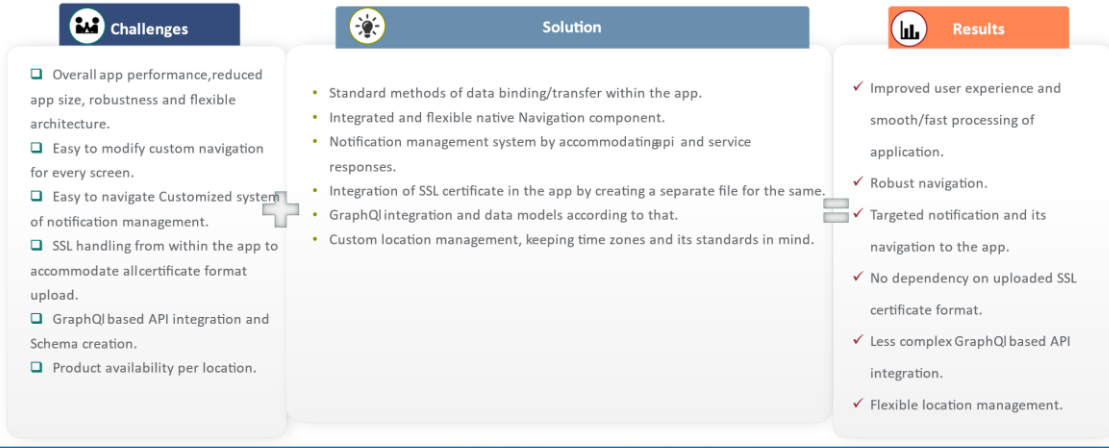 Challenges
Overall app performance,reduced
app size, robustness and flexible
architecture.
Easy to modify custom navigation
for every screen.
Easy to navigate Customized system
of notification management.
SSL handling from within the app to
accommodate allcertificate format
upload.
GraphQl based API integration and
Schema creation.
Product availability per location.
Solution
Standard methods of data binding/transfer within the app.
Integrated and flexible native Navigation component.
Notification management system by accommodating api and service
responses.
Integration of SSL certificate in the app by creating a separate file for the same.
GraphQl integration and data models according to that.
Custom location management, keeping time zones and its standards in mind.
Results
Improved user experience and
smooth/fast processing of
application.
Robust navigation.
Targeted notification and its
navigation to the app.
No dependency on uploaded SSL
certificate format.
Less complex GraphQl based API
integration.
Flexible location management.